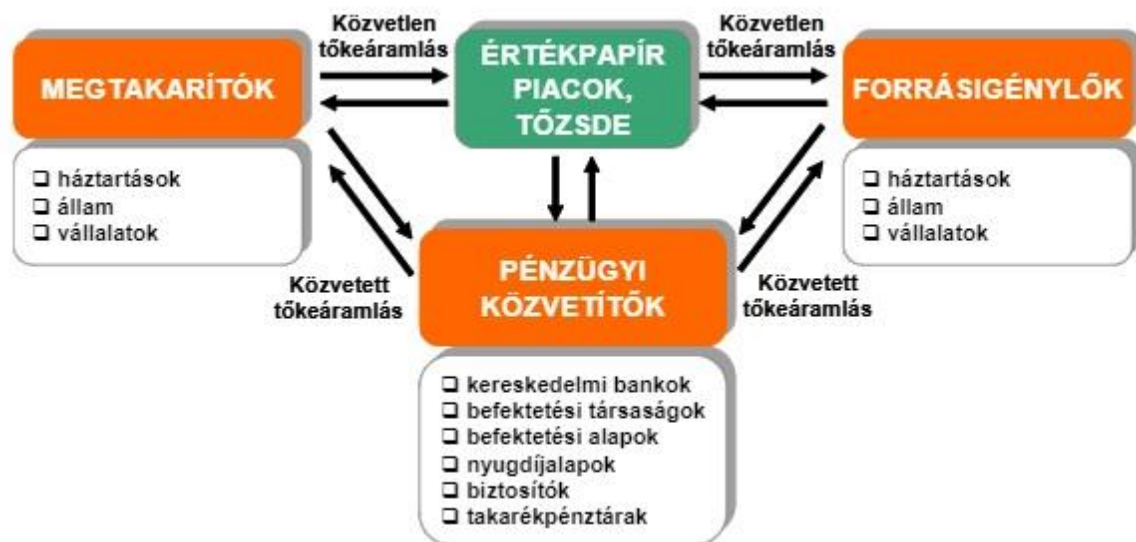 Közvetlen
tőkeáramlás
Közvetlen
tőkeáramlás
MEGTAKARÍTÓK
ÉRTÉKPAPÍR
PIACOK,
TŐZSDE
FORRÁSIGÉNYLŐK
❑ háztartások
❑ állam
❑ vállalatok
❑ háztartások
❑ állam
❑ vállalatok
Közvetett
tőkeáramlás
PÉNZÜGYI
KÖZVETÍTŐK
Közvetett
tőkeáramlás
❑ kereskedelmi bankok
❑ befektetési társaságok
❑ befektetési alapok
❑ nyugdíjalapok
❑ biztosítók
❑ takarékpénztárak